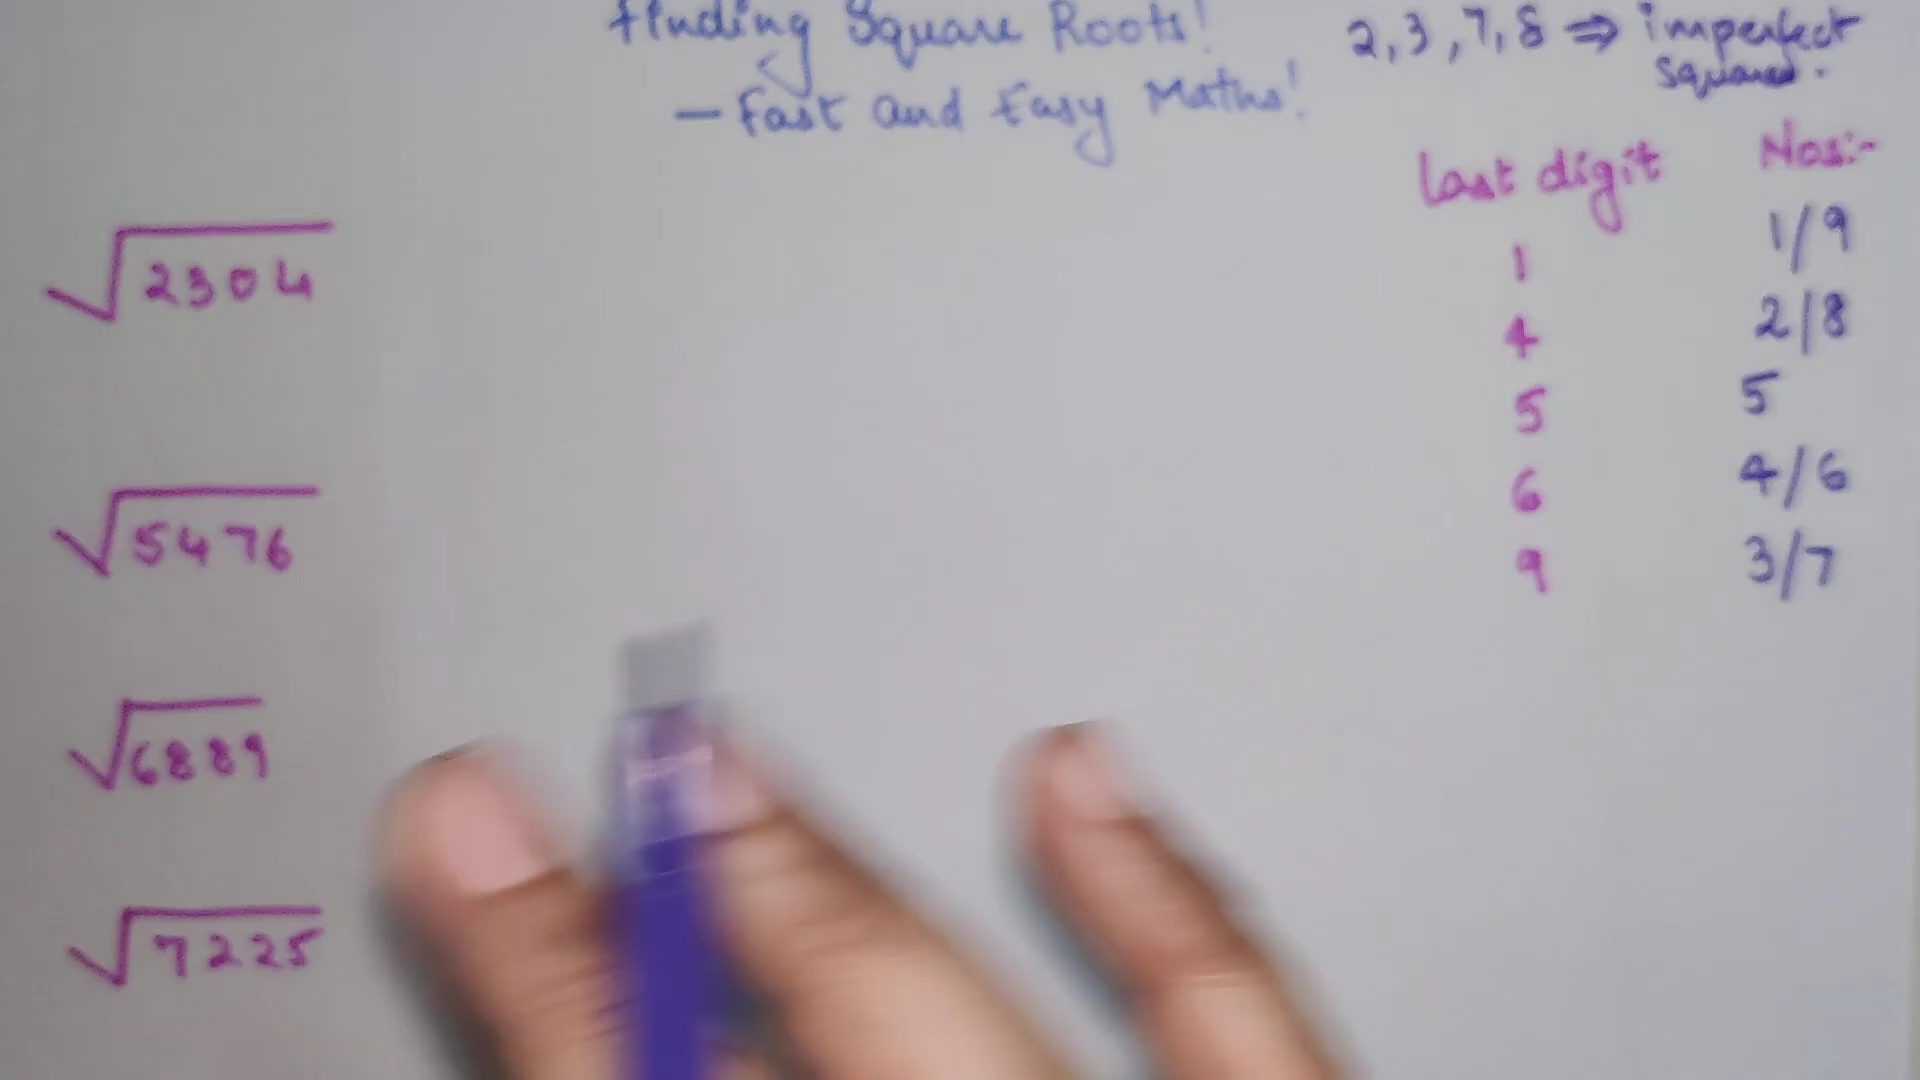 Finding Square Roots!
— Fast and Easy Maths!
2, 3, 7, 8 ⇒ imperfect
squares.
last digit Nos:-
1 1/9
4 2/8
5 5
6 4/6
9 3/7
√2304
√5476
√6889
√7225